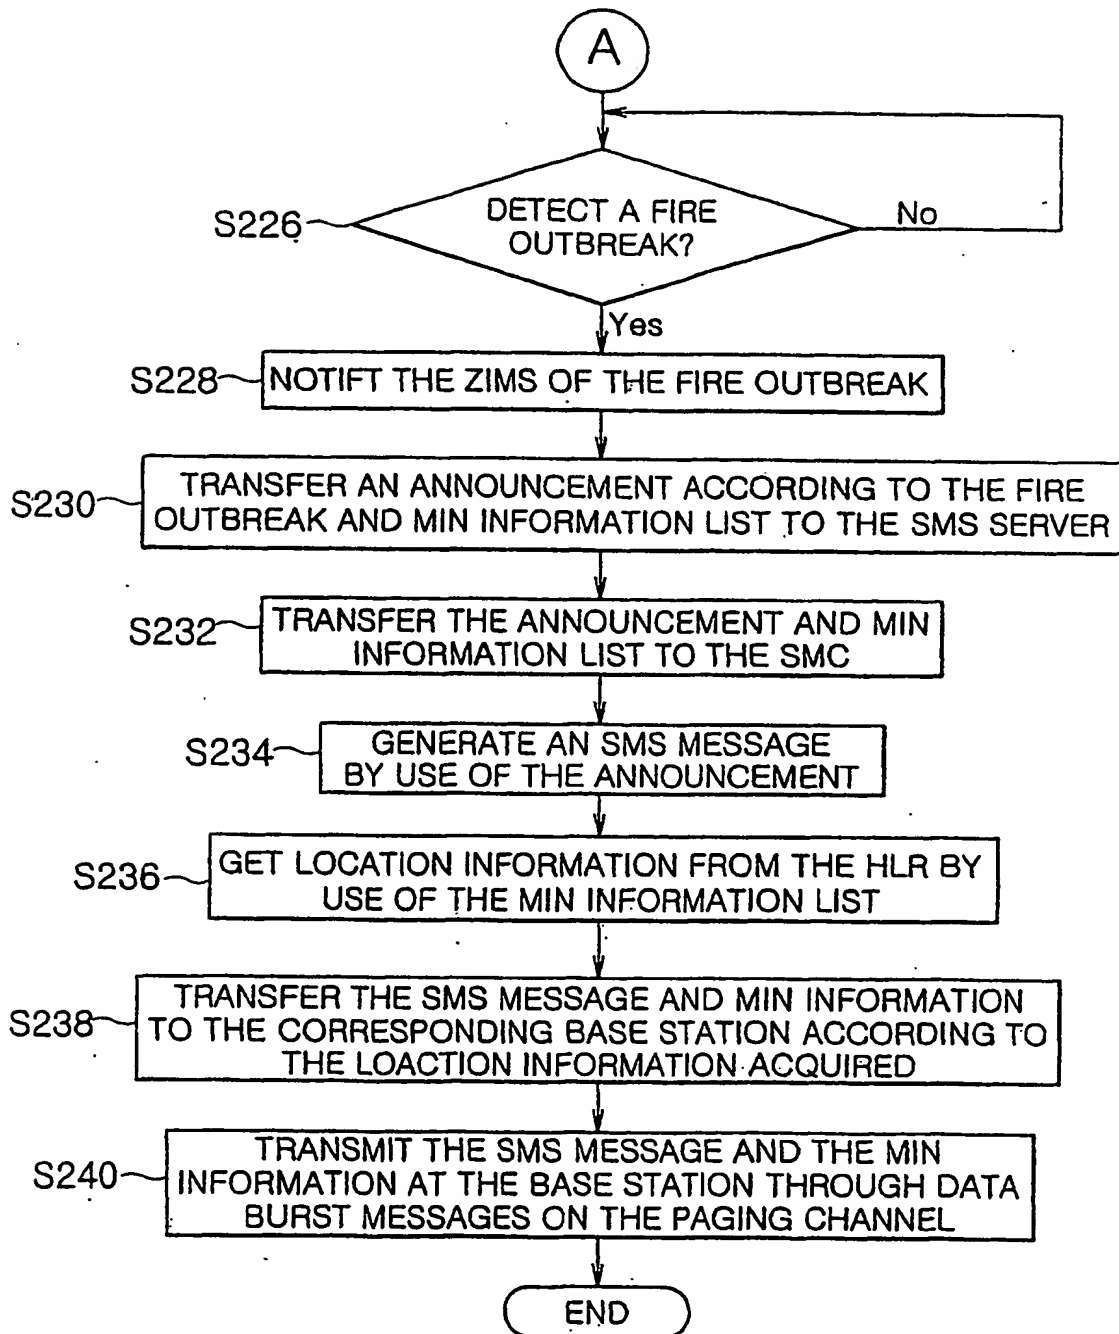 A
S226
DETECT A FIRE
OUTBREAK?
No
Yes
S228
NOTIFT THE ZIMS OF THE FIRE OUTBREAK
S230
TRANSFER AN ANNOUNCEMENT ACCORDING TO THE FIRE
OUTBREAK AND MIN INFORMATION LIST TO THE SMS SERVER
S232
TRANSFER THE ANNOUNCEMENT AND MIN
INFORMATION LIST TO THE SMC
S234
GENERATE AN SMS MESSAGE
BY USE OF THE ANNOUNCEMENT
S236
GET LOCATION INFORMATION FROM THE HLR BY
USE OF THE MIN INFORMATION LIST
S238
TRANSFER THE SMS MESSAGE AND MIN INFORMATION
TO THE CORRESPONDING BASE STATION ACCORDING TO
THE LOACTION INFORMATION ACQUIRED
S240
TRANSMIT THE SMS MESSAGE AND THE MIN
INFORMATION AT THE BASE STATION THROUGH DATA
BURST MESSAGES ON THE PAGING CHANNEL
END